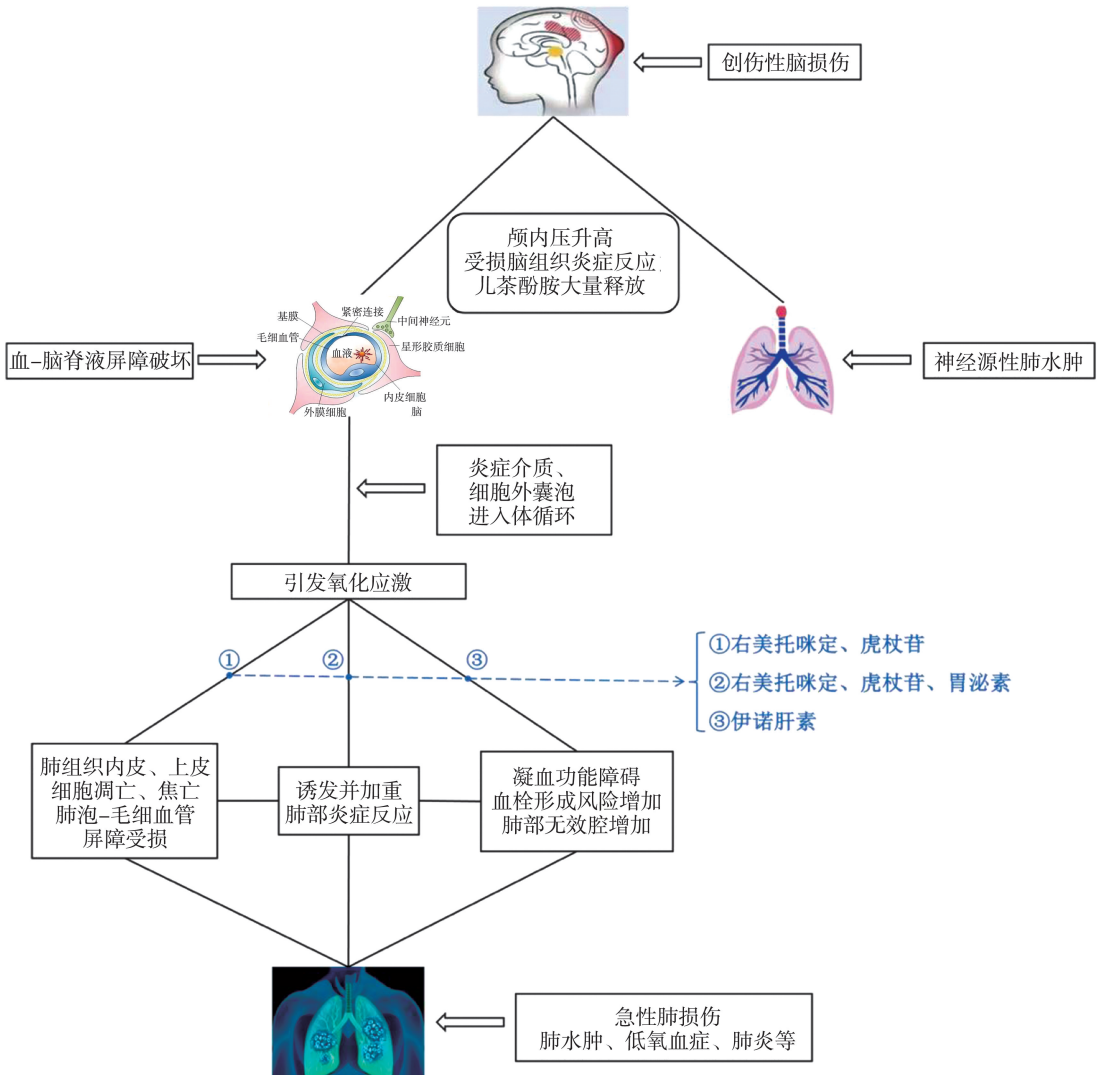 创伤性脑损伤
颅内压升高
受损脑组织炎症反应
儿茶酚胺大量释放
血-脑脊液屏障破坏
基膜
紧密连接
中间神经元
毛细血管
血液
星形胶质细胞
内皮细胞
外膜细胞
脑
神经源性肺水肿
炎症介质、
细胞外囊泡
进入体循环
引发氧化应激
①
②
③
①右美托咪定、虎杖苷
②右美托咪定、虎杖苷、胃泌素
③伊诺肝素
肺组织内皮、上皮
细胞凋亡、焦亡
肺泡-毛细血管
屏障受损
诱发并加重
肺部炎症反应
凝血功能障碍
血栓形成风险增加
肺部无效腔增加
急性肺损伤
肺水肿、低氧血症、肺炎等